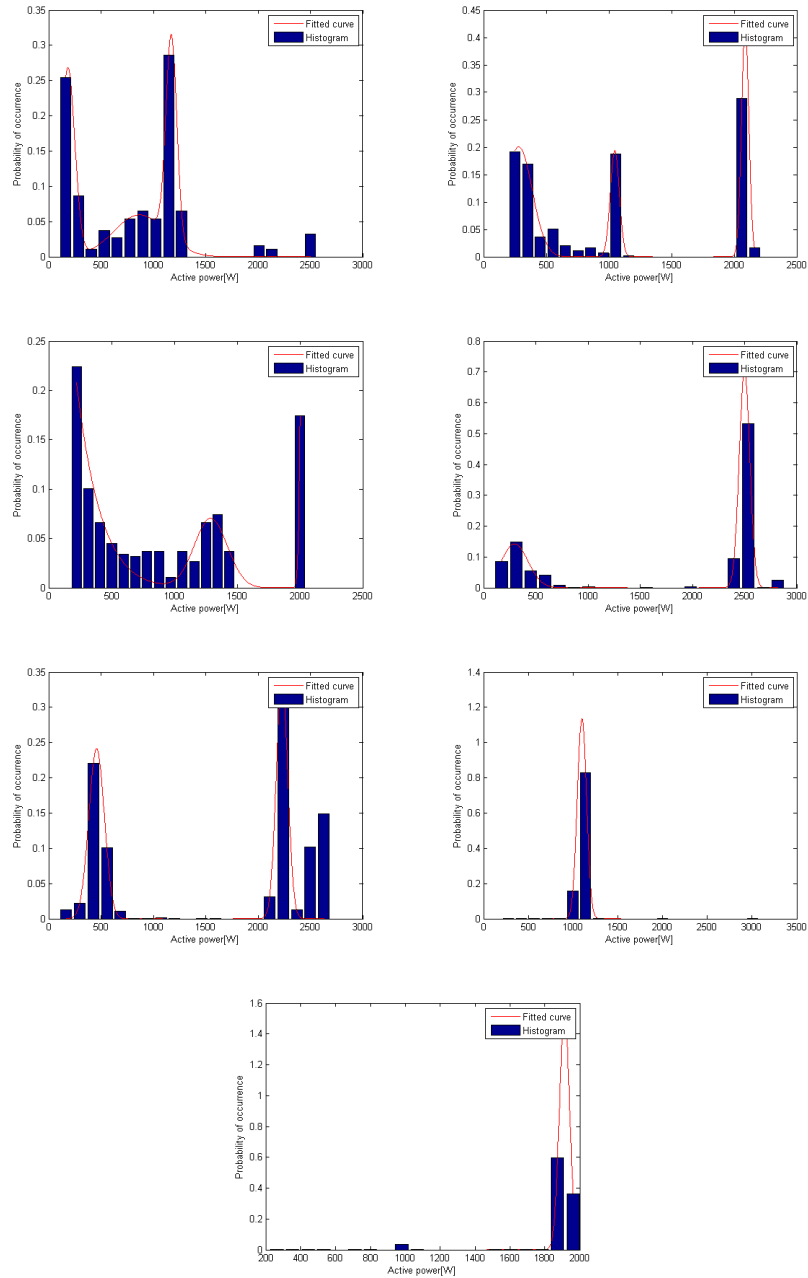 0.35
Fitted curve
Histogram
0.3
0.25
0.2
0.15
0.1
0.05
0
Probability of occurrence
0 500 1000 1500 2000 2500 3000
Active power[W]
0.45
Fitted curve
Histogram
0.4
0.35
0.3
0.25
0.2
0.15
0.1
0.05
0
Probability of occurrence
0 500 1000 1500 2000 2500
Active power[W]
0.25
Fitted curve
Histogram
0.2
0.15
0.1
0.05
0
Probability of occurrence
0 500 1000 1500 2000 2500
Active power[W]
0.8
Fitted curve
Histogram
0.7
0.6
0.5
0.4
0.3
0.2
0.1
0
Probability of occurrence
0 500 1000 1500 2000 2500 3000
Active power[W]
0.35
Fitted curve
Histogram
0.3
0.25
0.2
0.15
0.1
0.05
0
Probability of occurrence
0 500 1000 1500 2000 2500 3000
Active power[W]
1.4
Fitted curve
Histogram
1.2
1
0.8
0.6
0.4
0.2
0
Probability of occurrence
0 500 1000 1500 2000 2500 3000 3500
Active power[W]
1.6
Fitted curve
Histogram
1.4
1.2
1
0.8
0.6
0.4
0.2
0
Probability of occurrence
200 400 600 800 1000 1200 1400 1600 1800 2000
Active power[W]